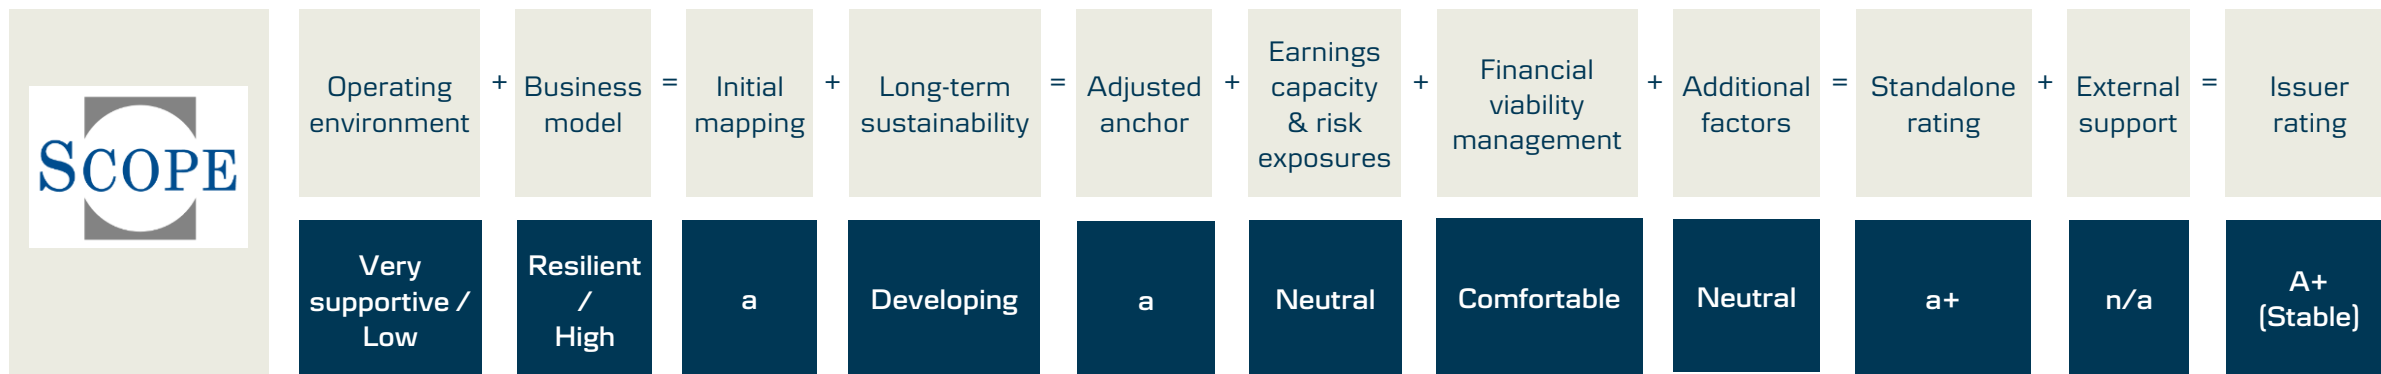 SCOPE
Operating
environment
+
Business
model
=
Initial
mapping
+
Long-term
sustainability
=
Adjusted
anchor
+
Earnings
capacity
& risk
exposures
+
Financial
viability
management
+
Additional
factors
=
Standalone
rating
+
External
support
=
Issuer
rating
Very
supportive /
Low
Resilient
/
High
a
Developing
a
Neutral
Comfortable
Neutral
a+
n/a
A+
(Stable)